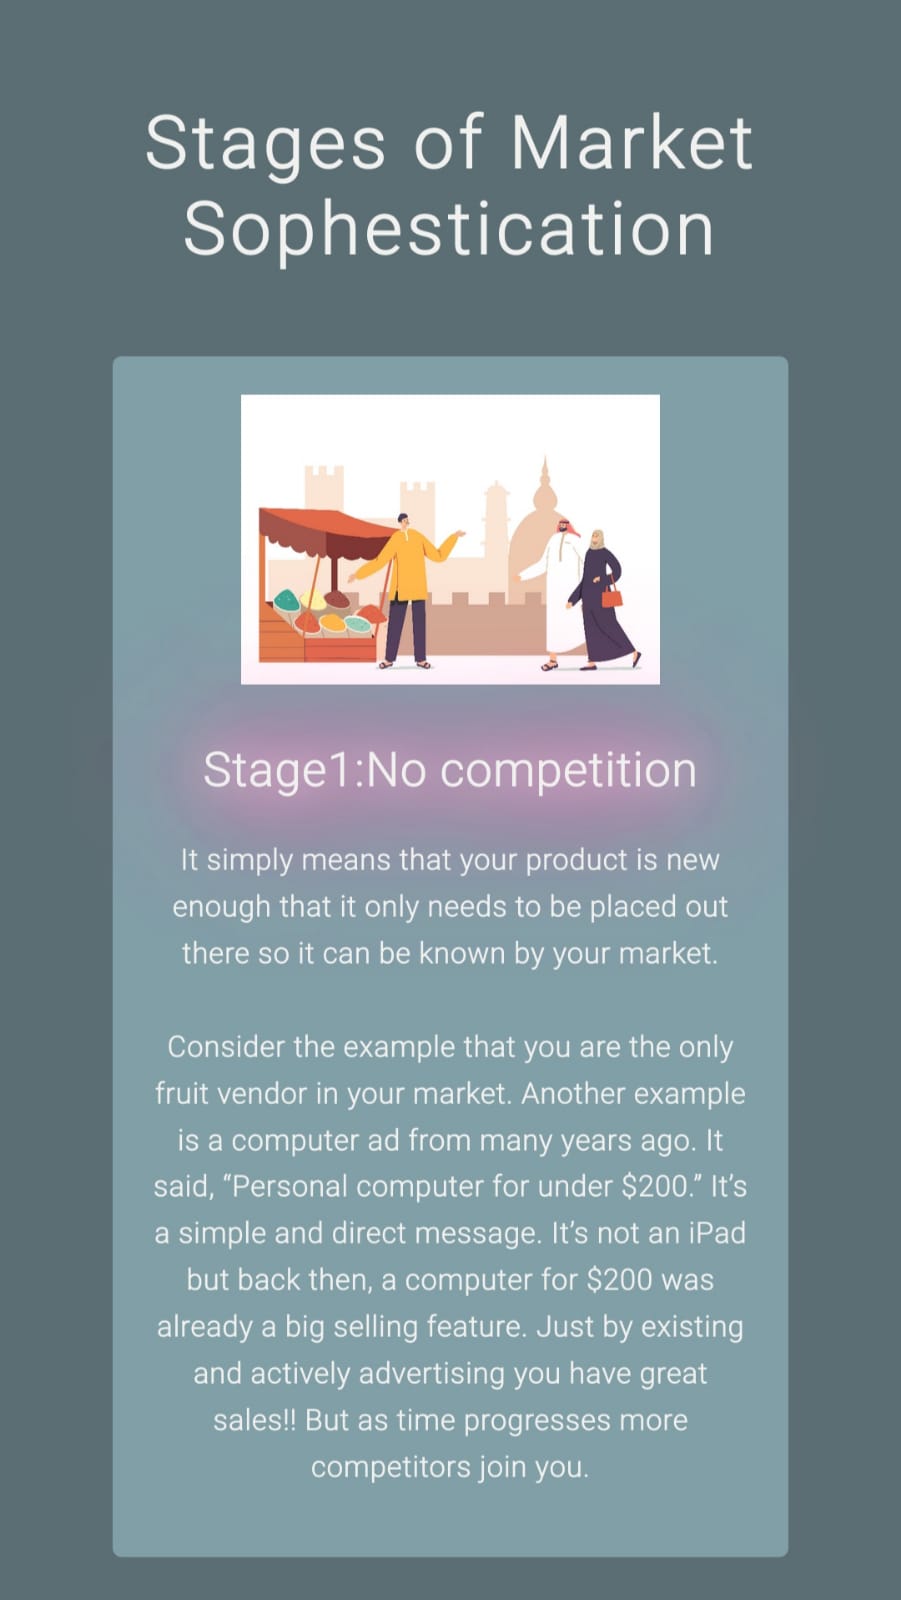 Stages of Market
Sophestication
Stage1:No competition
It simply means that your product is new
enough that it only needs to be placed out
there so it can be known by your market.
Consider the example that you are the only
fruit vendor in your market. Another example
is a computer ad from many years ago. It
said, “Personal computer for under $200.” It’s
a simple and direct message. It’s not an iPad
but back then, a computer for $200 was
already a big selling feature. Just by existing
and actively advertising you have great
sales!! But as time progresses more
competitors join you.